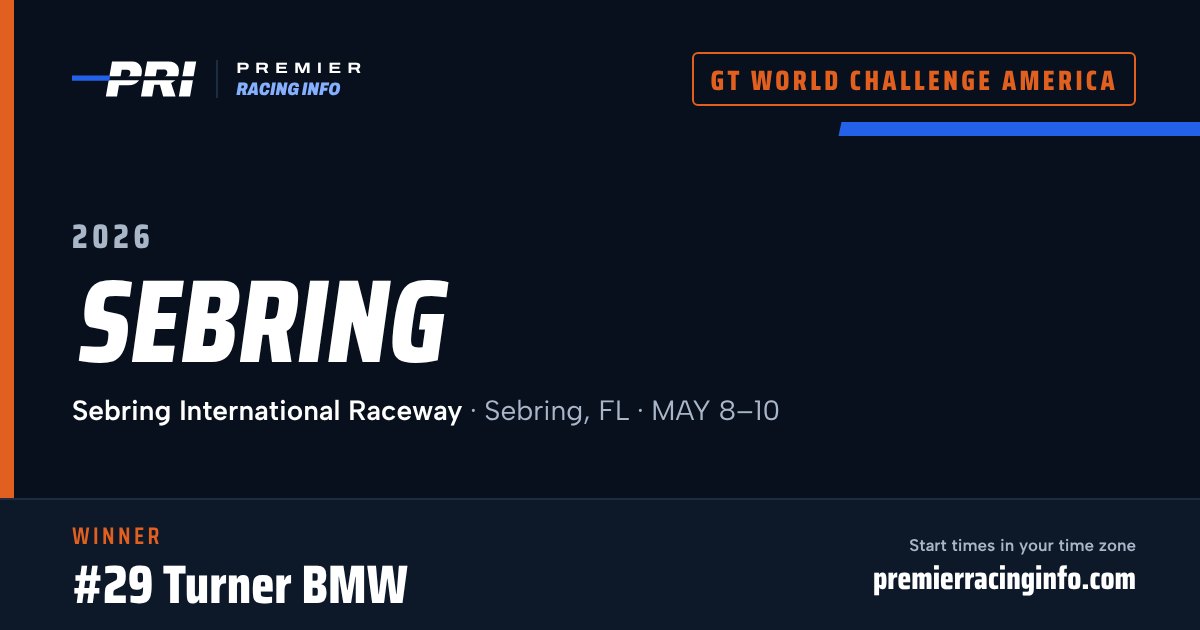 PRI
PREMIER
RACING INFO
GT WORLD CHALLENGE AMERICA
2026
SEBRING
Sebring International Raceway · Sebring, FL · MAY 8–10
WINNER
#29 Turner BMW
Start times in your time zone
premierracinginfo.com